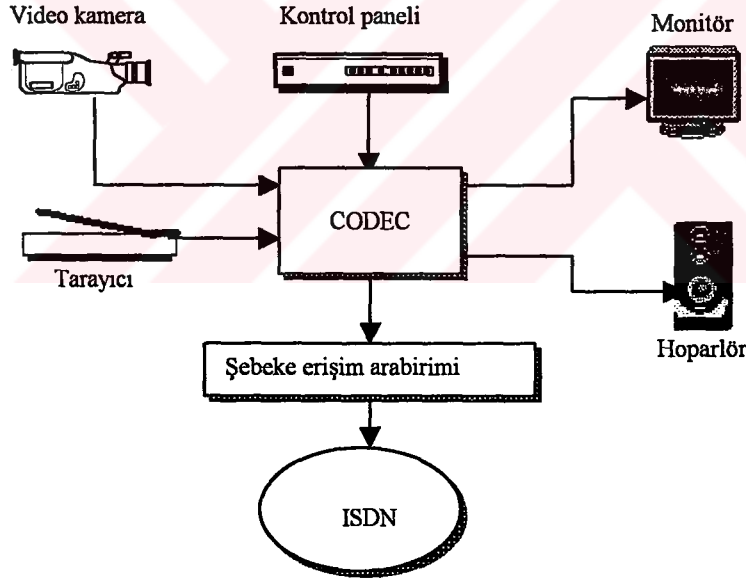 Video kamera
Kontrol paneli
Monitör
CODEC
Tarayıcı
Hoparlör
Şebeke erişim arabirimi
ISDN